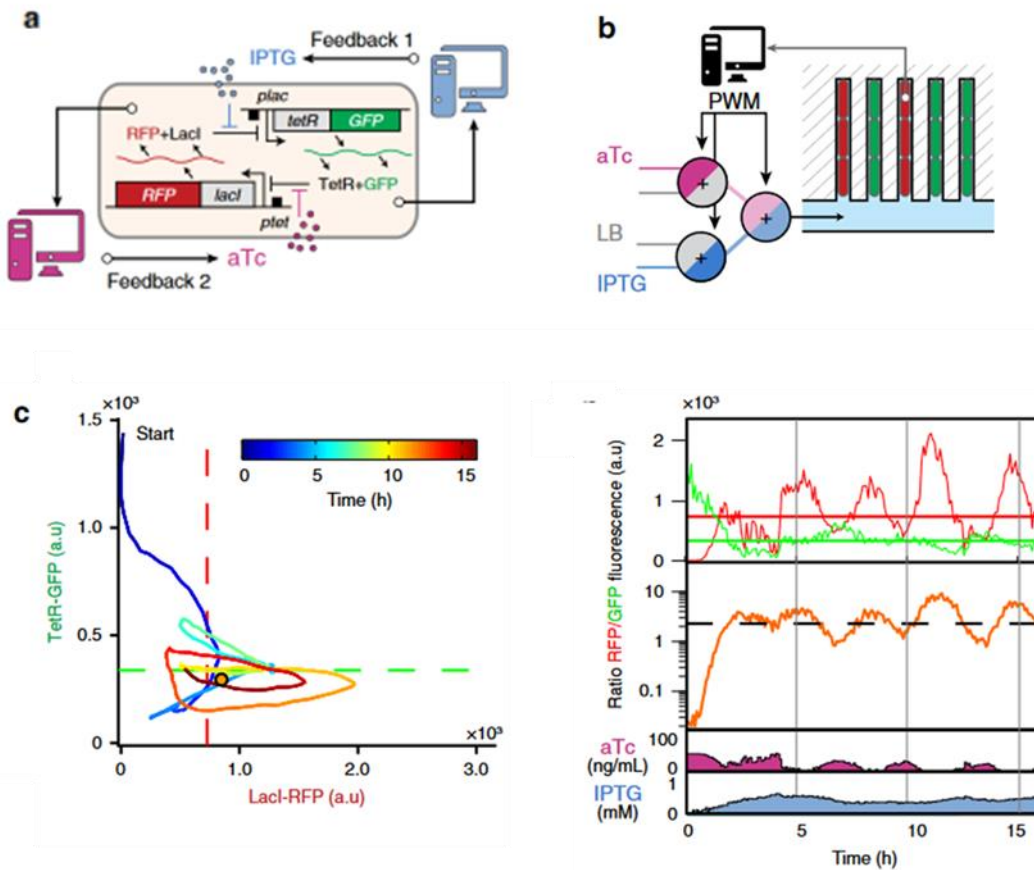 a
Feedback 1
IPTG
plac
tetR GFP
RFP+LacI
TetR+GFP
RFP lacI
ptet
aTc
Feedback 2
b
PWM
aTc
LB
IPTG
c
×10³
1.5
Start
0 5 10 15
Time (h)
1.0
TetR-GFP (a.u)
0.5
0
×10³
0 1.0 2.0 3.0
LacI-RFP (a.u)
×10³
2
1
0
Ratio RFP/GFP fluorescence (a.u)
10
1
0.1
aTc
(ng/mL)
100
0
IPTG
(mM)
1
0
0 5 10 15
Time (h)